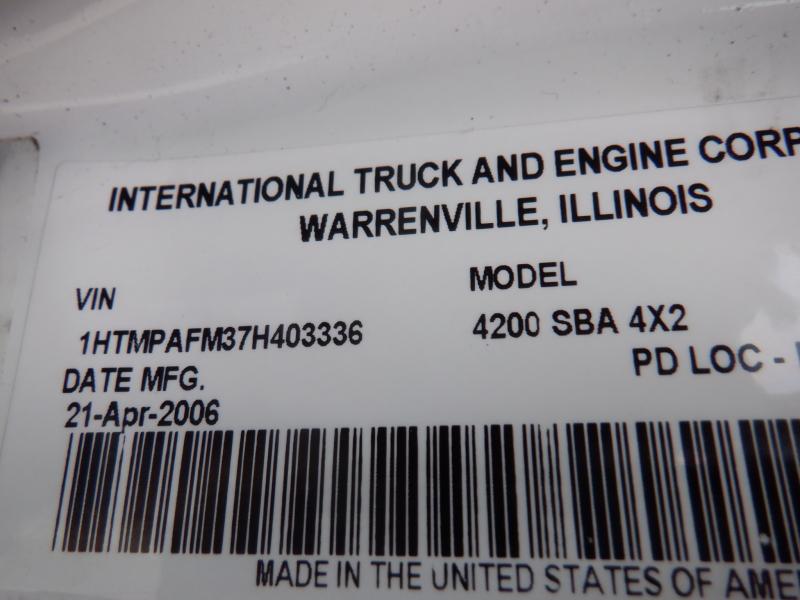 INTERNATIONAL TRUCK AND ENGINE CORP
WARRENVILLE, ILLINOIS
VIN
MODEL
1HTMPAFM37H403336
4200 SBA 4X2
DATE MFG.
PD LOC -
21-Apr-2006
MADE IN THE UNITED STATES OF